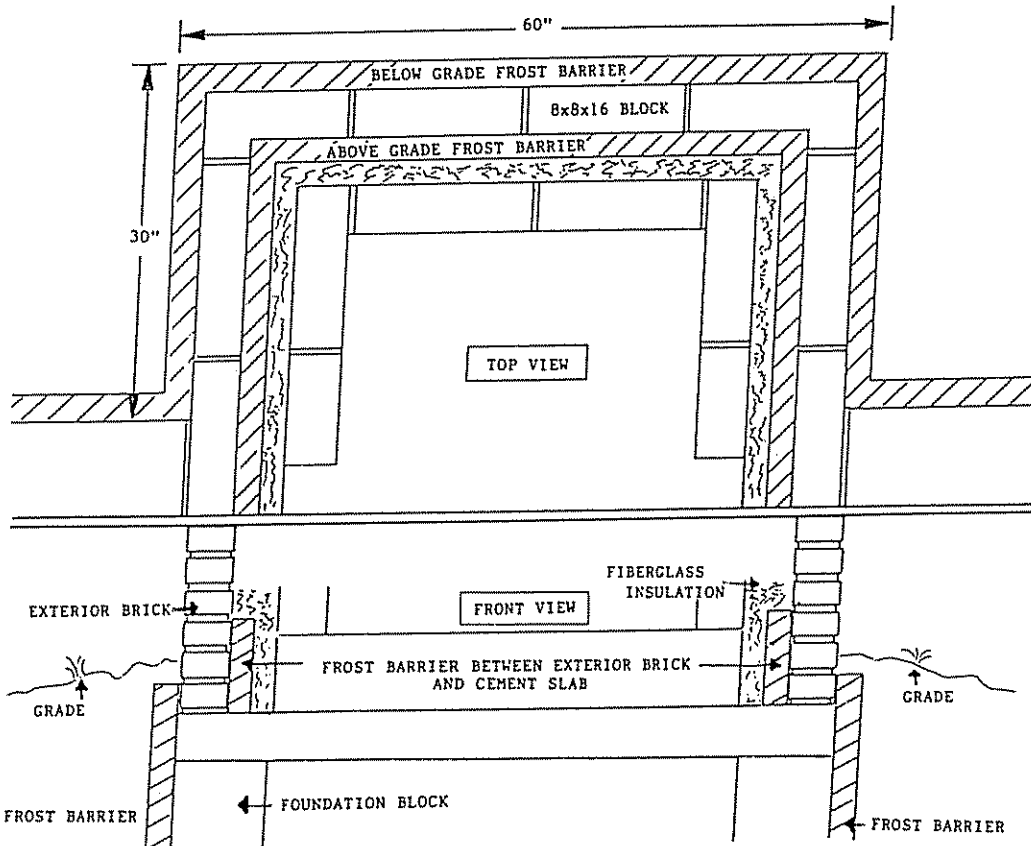 60"
BELOW GRADE FROST BARRIER
8x8x16 BLOCK
ABOVE GRADE FROST BARRIER
30"
TOP VIEW
FIBERGLASS
INSULATION
EXTERIOR BRICK
FRONT VIEW
FROST BARRIER BETWEEN EXTERIOR BRICK
AND CEMENT SLAB
GRADE
GRADE
FOUNDATION BLOCK
FROST BARRIER
FROST BARRIER